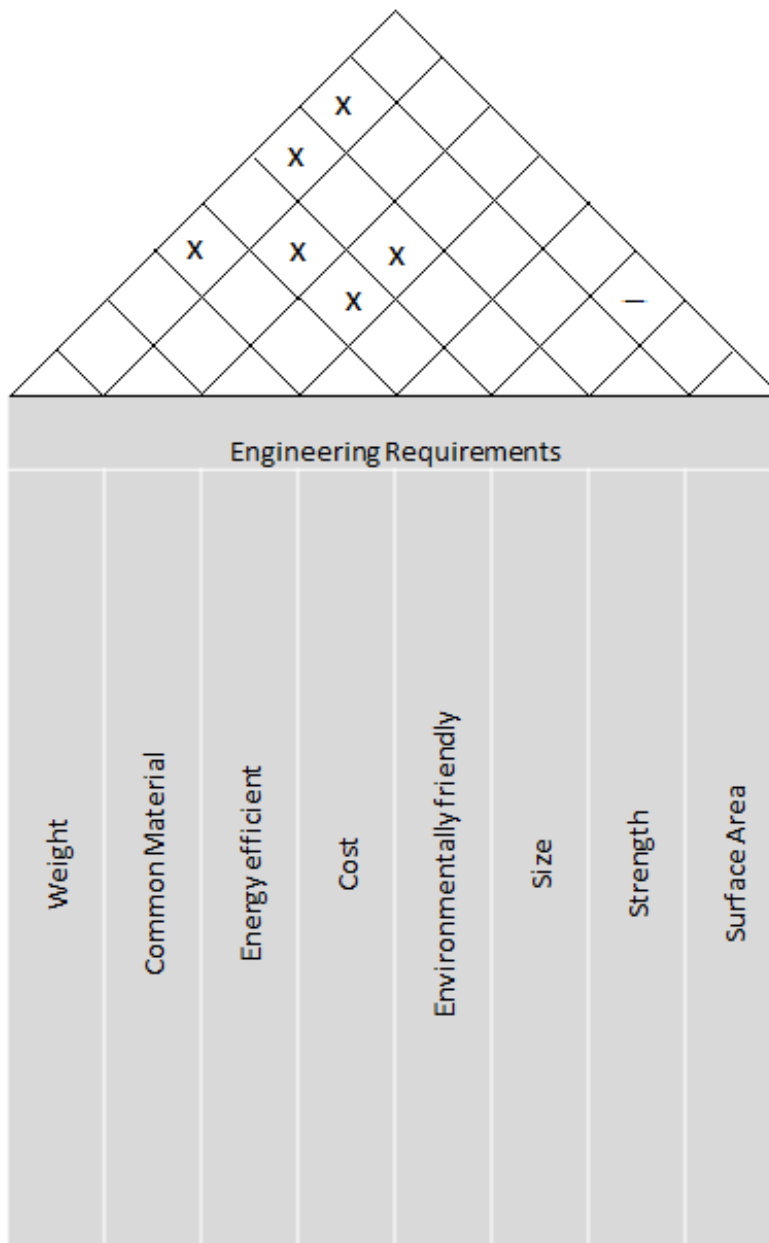 X
X
X X X
X —
Engineering Requirements
Weight
Common Material
Energy efficient
Cost
Environmentally friendly
Size
Strength
Surface Area